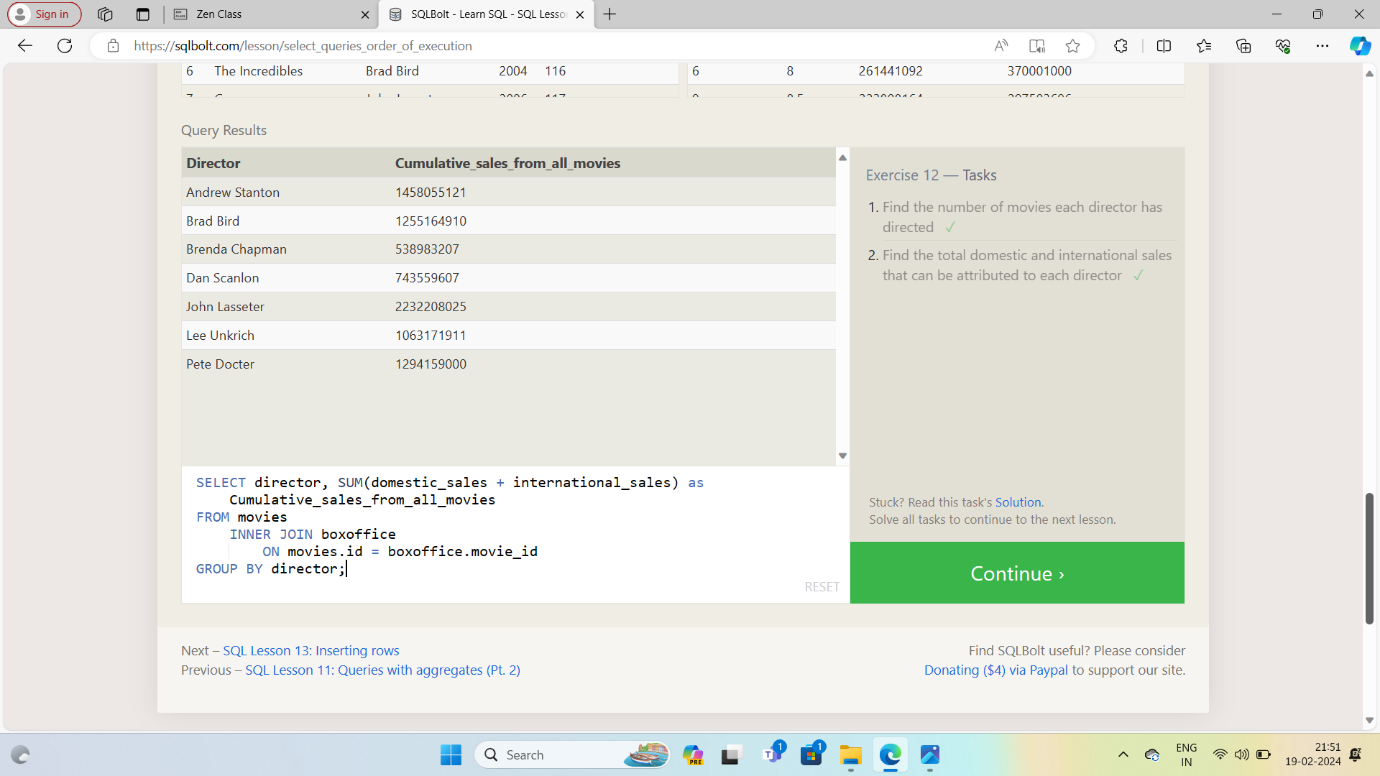 Sign in
Zen Class
SQLBolt - Learn SQL - SQL Lesso
https://sqlbolt.com/lesson/select_queries_order_of_execution
6 The Incredibles Brad Bird 2004 116 6 8 261441092 370001000
Query Results
Director Cumulative_sales_from_all_movies
Andrew Stanton 1458055121
Brad Bird 1255164910
Brenda Chapman 538983207
Dan Scanlon 743559607
John Lasseter 2232208025
Lee Unkrich 1063171911
Pete Docter 1294159000
Exercise 12 — Tasks
1. Find the number of movies each director has
directed ✓
2. Find the total domestic and international sales
that can be attributed to each director ✓
SELECT director, SUM(domestic_sales + international_sales) as
Cumulative_sales_from_all_movies
FROM movies
INNER JOIN boxoffice
ON movies.id = boxoffice.movie_id
GROUP BY director;
RESET
Stuck? Read this task's Solution.
Solve all tasks to continue to the next lesson.
Continue ›
Next – SQL Lesson 13: Inserting rows
Previous – SQL Lesson 11: Queries with aggregates (Pt. 2)
Find SQLBolt useful? Please consider
Donating ($4) via Paypal to support our site.
Search
PRE
1
1
ENG
IN
21:51
19-02-2024